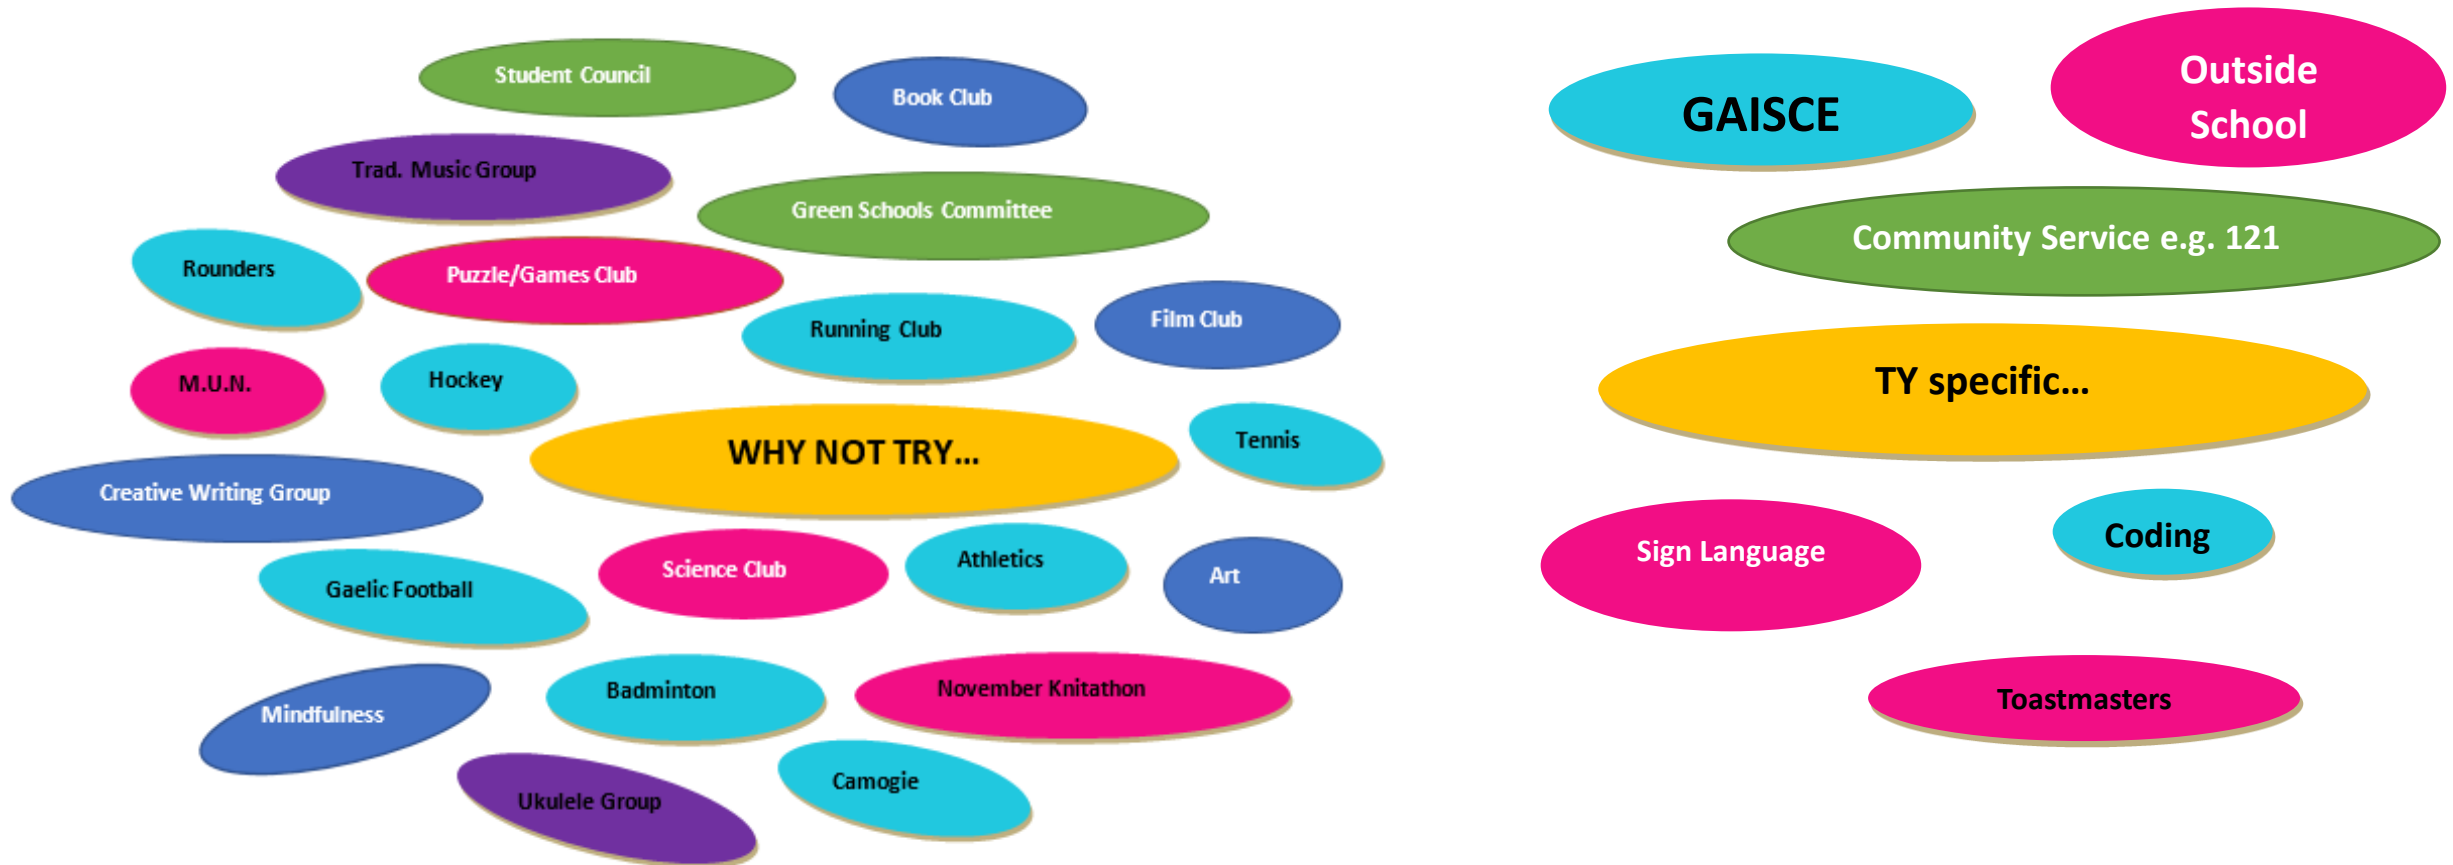 Student Council
Book Club
Trad. Music Group
Green Schools Committee
Rounders
Puzzle/Games Club
Running Club
Film Club
M.U.N.
Hockey
WHY NOT TRY...
Tennis
Creative Writing Group
Gaelic Football
Science Club
Athletics
Art
Mindfulness
Badminton
November Knitathon
Ukulele Group
Camogie
GAISCE
Outside
School
Community Service e.g. 121
TY specific...
Sign Language
Coding
Toastmasters